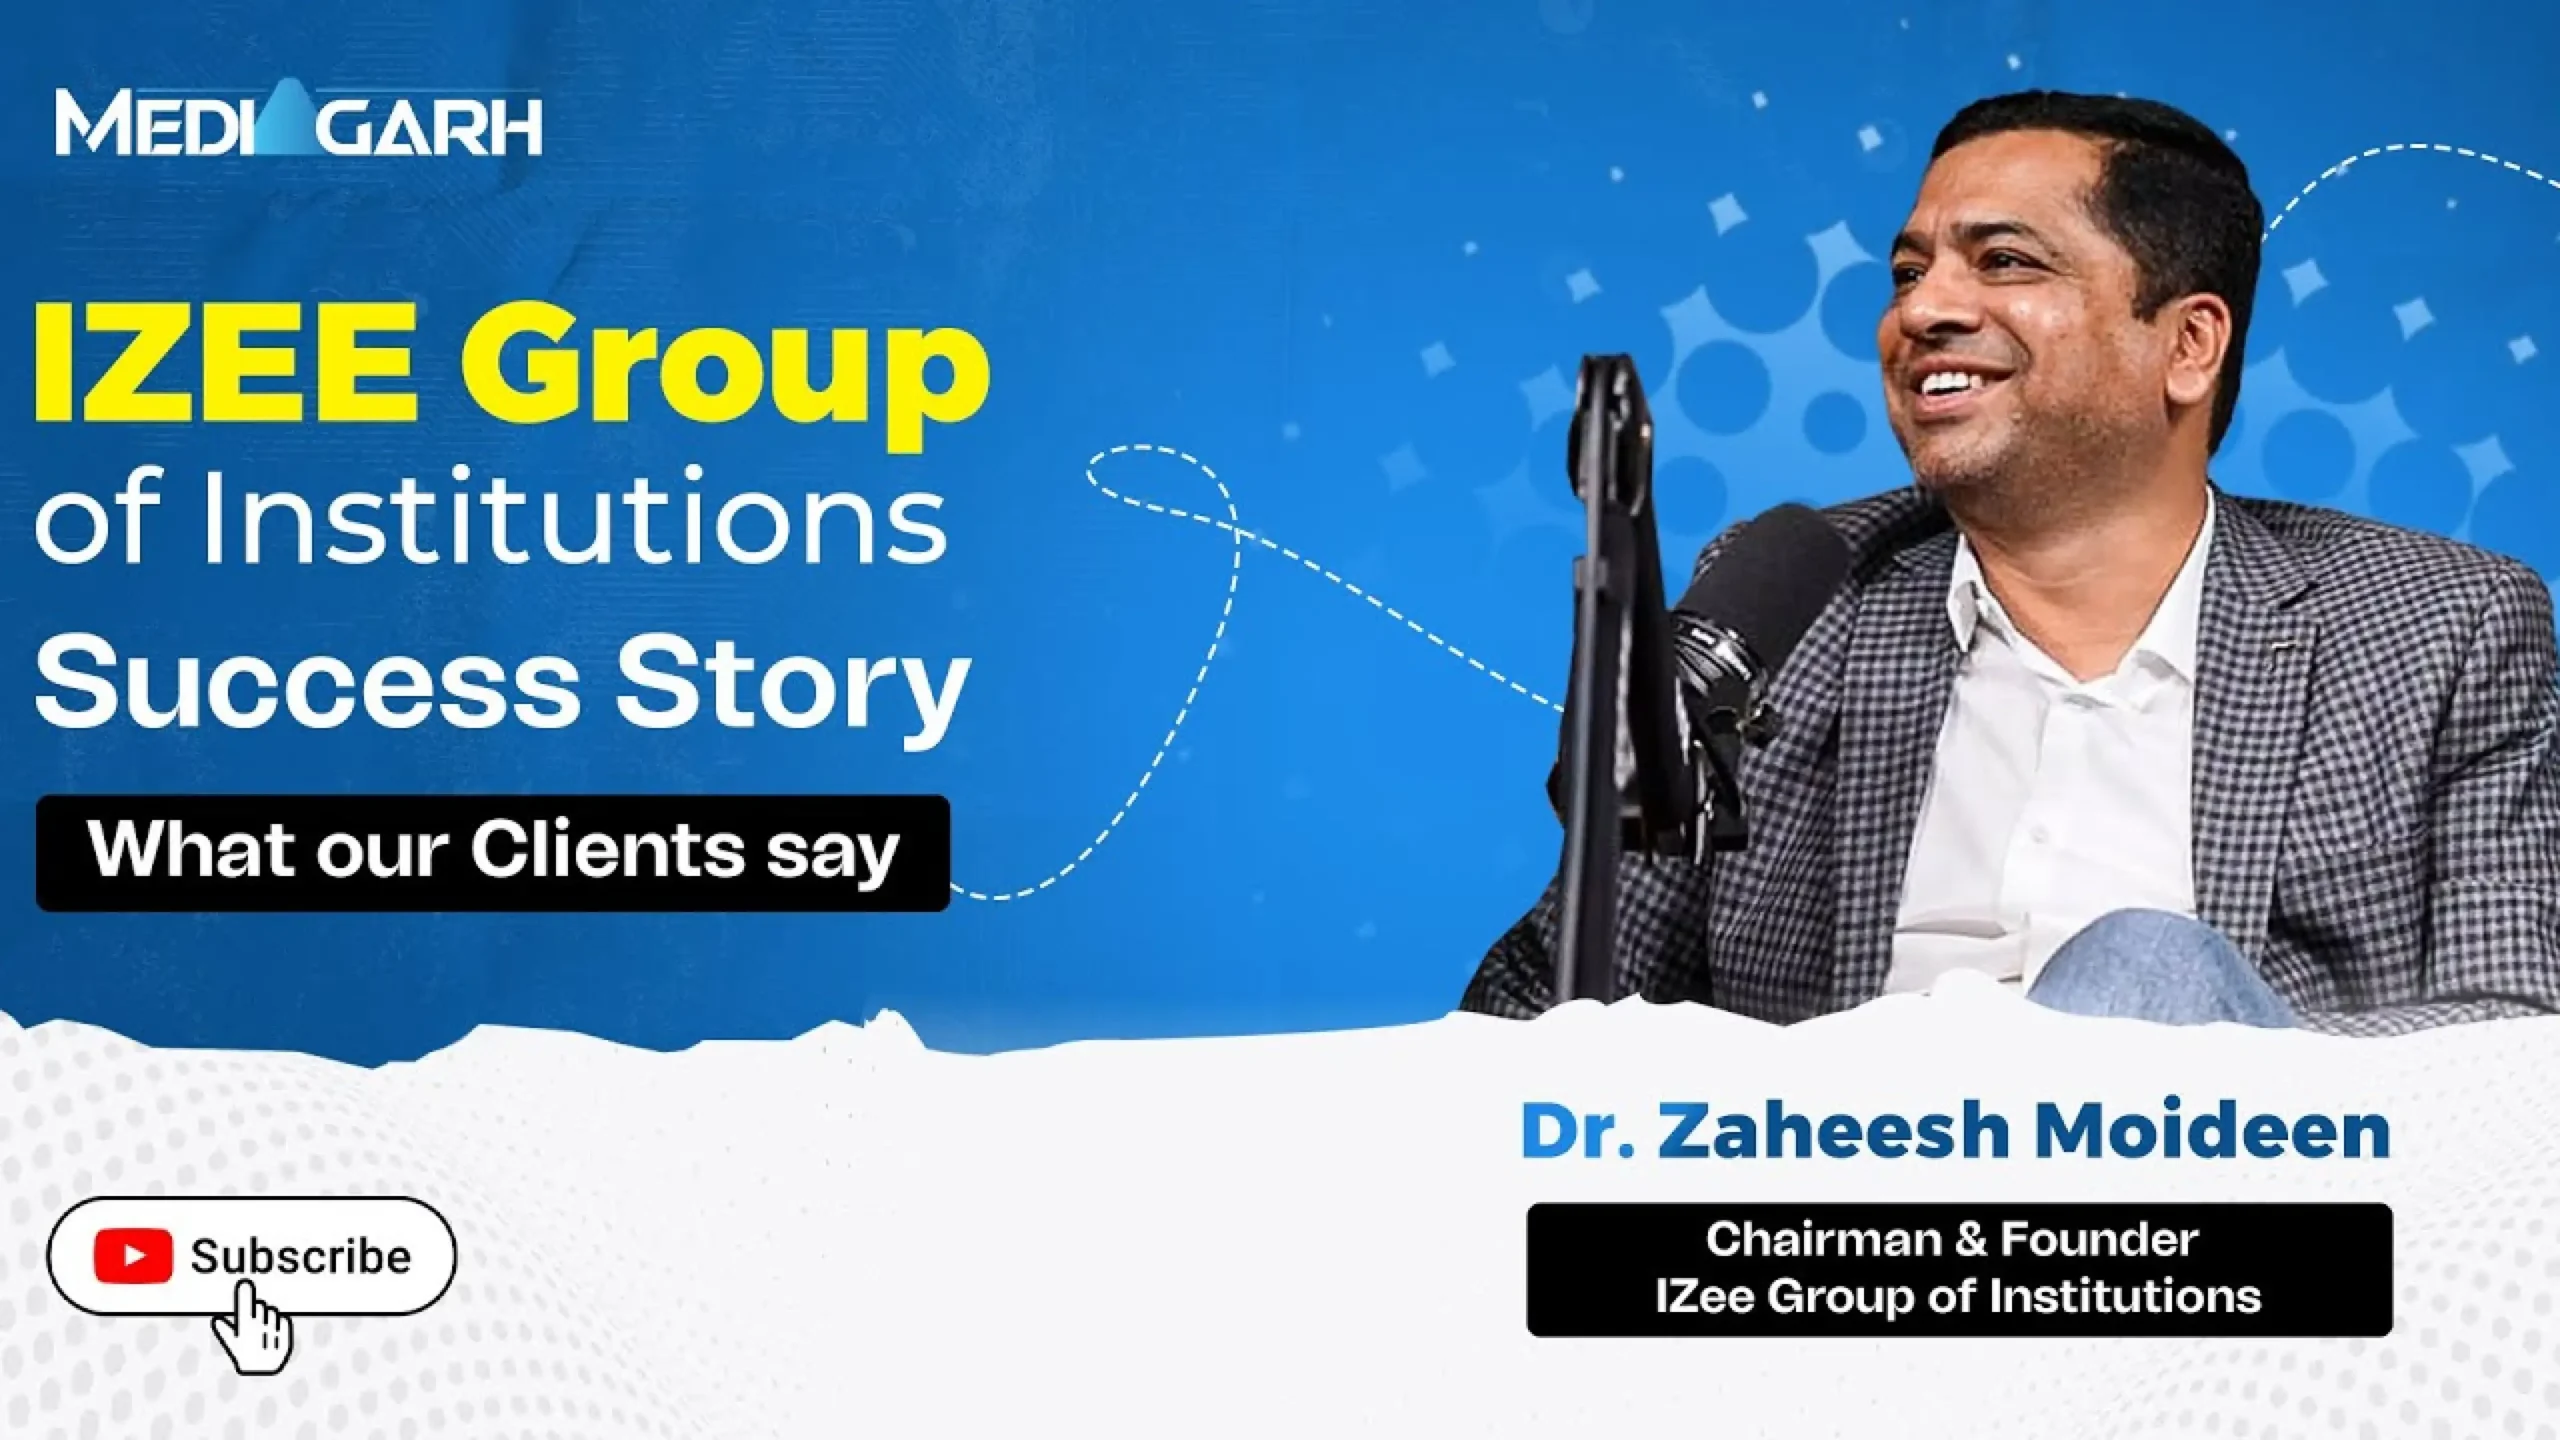 MEDIAGARH
IZEE Group
of Institutions
Success Story
What our Clients say
Dr. Zaheesh Moideen
Chairman & Founder
IZee Group of Institutions
Subscribe